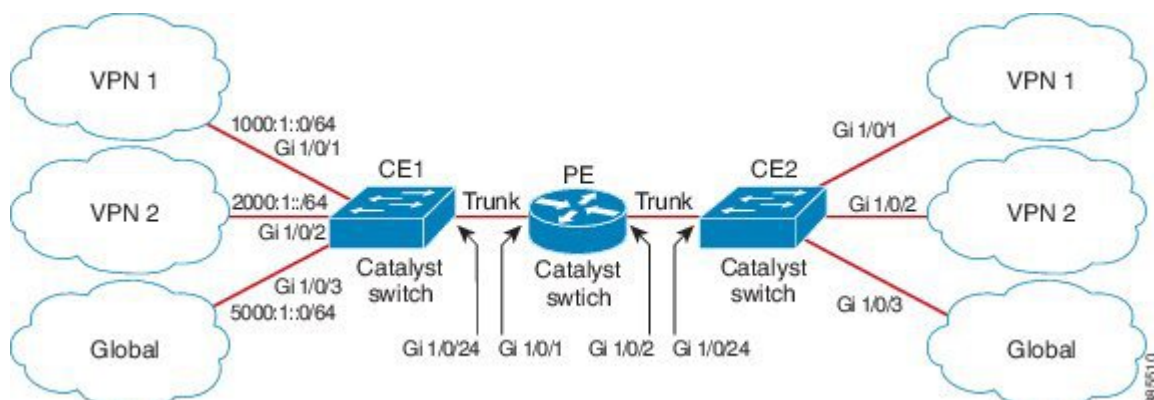 VPN 1
1000:1::0/64
Gi 1/0/1
VPN 2
2000:1::/64
Gi 1/0/2
Global
Gi 1/0/3
5000:1::0/64
CE1
Catalyst
switch
Trunk
PE
Catalyst
swtich
Trunk
CE2
Catalyst
switch
Gi 1/0/24
Gi 1/0/1
Gi 1/0/2
Gi 1/0/24
Gi 1/0/1
VPN 1
Gi 1/0/2
VPN 2
Gi 1/0/3
Global